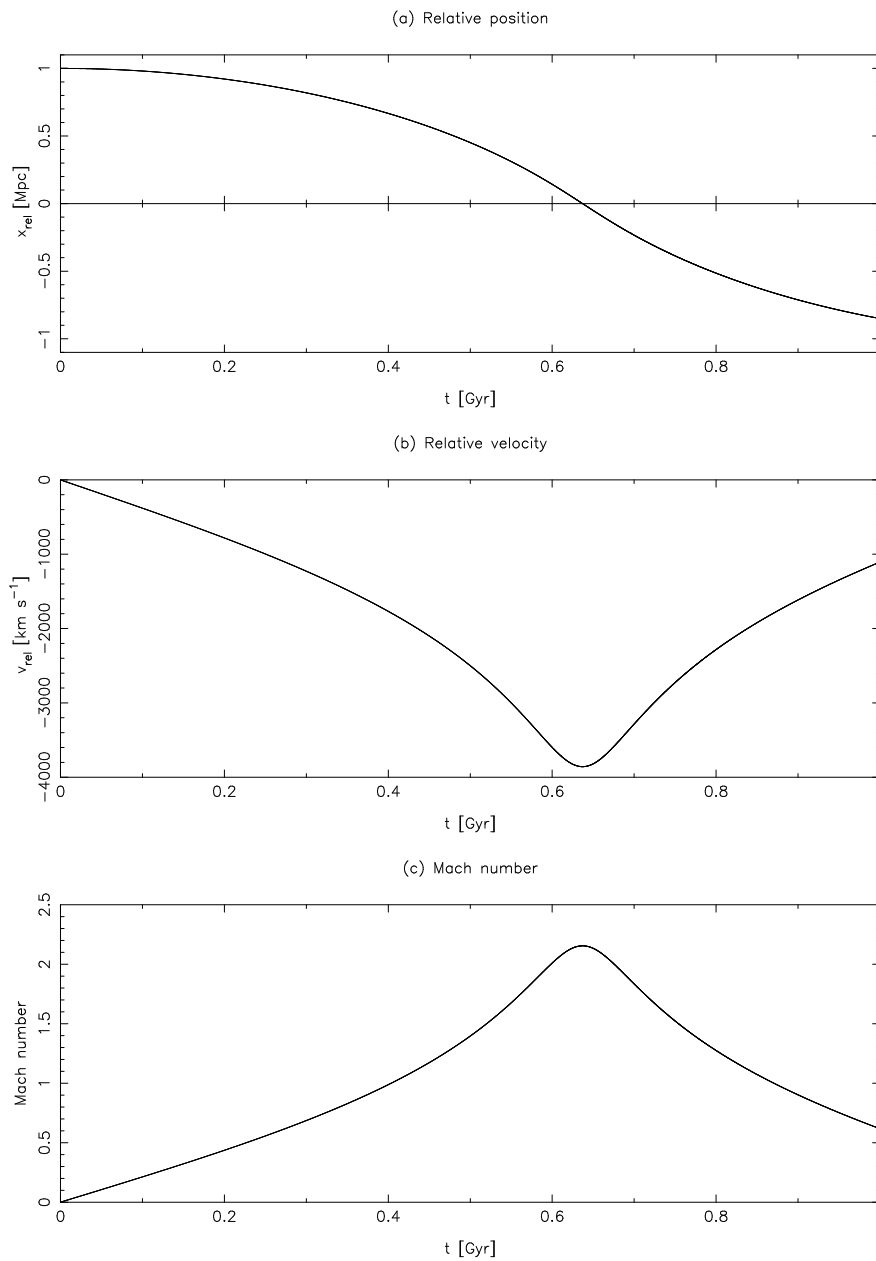 (a) Relative position
1
0.5
0
−0.5
−1
x_rel [Mpc]
0 0.2 0.4 0.6 0.8
t [Gyr]
(b) Relative velocity
0
−1000
−2000
−3000
−4000
v_rel [km s⁻¹]
0 0.2 0.4 0.6 0.8
t [Gyr]
(c) Mach number
2.5
2
1.5
1
0.5
0
Mach number
0 0.2 0.4 0.6 0.8
t [Gyr]